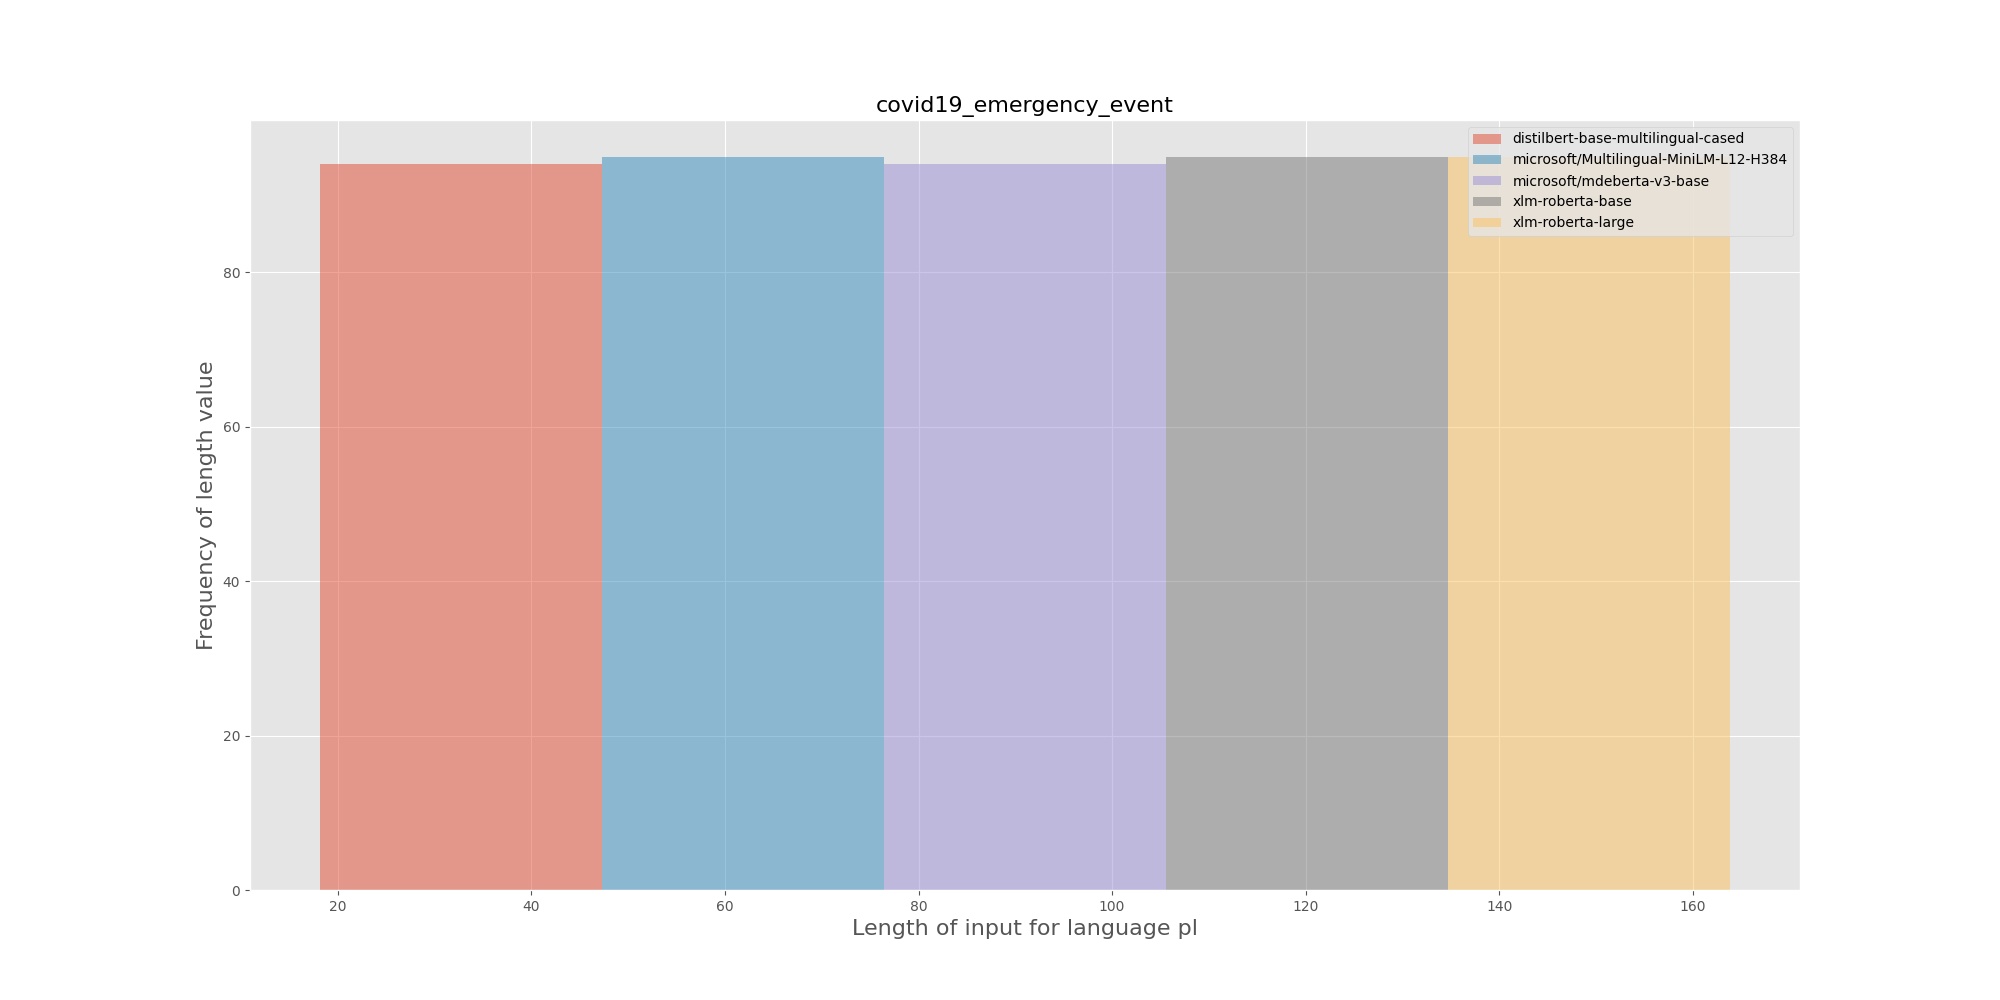 covid19_emergency_event
distilbert-base-multilingual-cased
microsoft/Multilingual-MiniLM-L12-H384
microsoft/mdeberta-v3-base
xlm-roberta-base
xlm-roberta-large
Frequency of length value
80
60
40
20
0
20 40 60 80 100 120 140 160
Length of input for language pl